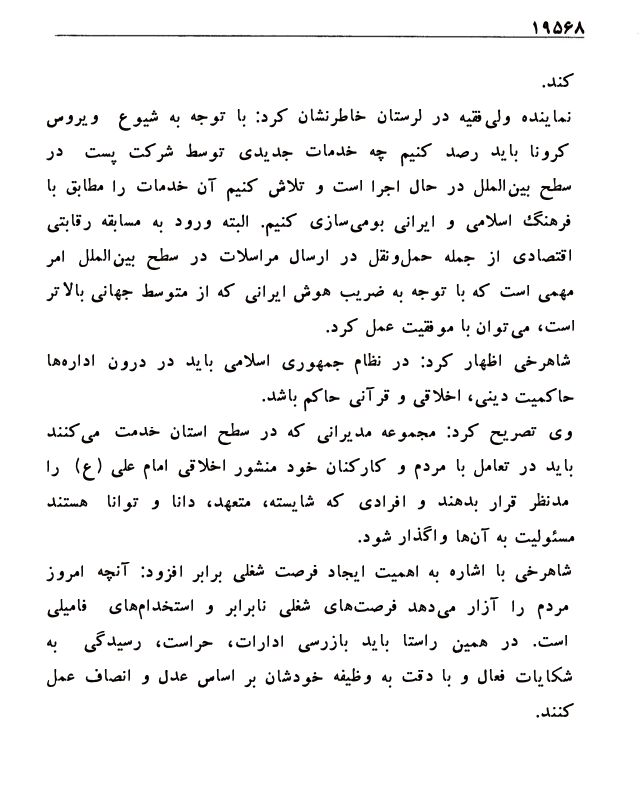 ۱۹۵۶۸
کند.
نماینده ولی‌فقیه در لرستان خاطرنشان کرد: با توجه به شیوع ویروس
کرونا باید رصد کنیم چه خدمات جدیدی توسط شرکت پست در
سطح بین‌الملل در حال اجرا است و تلاش کنیم آن خدمات را مطابق با
فرهنگ اسلامی و ایرانی بومی‌سازی کنیم. البته ورود به مسابقه رقابتی
اقتصادی از جمله حمل‌ونقل در ارسال مراسلات در سطح بین‌الملل امر
مهمی است که با توجه به ضریب هوش ایرانی که از متوسط جهانی بالاتر
است، می‌توان با موفقیت عمل کرد.
شاهرخی اظهار کرد: در نظام جمهوری اسلامی باید در درون اداره‌ها
حاکمیت دینی، اخلاقی و قرآنی حاکم باشد.
وی تصریح کرد: مجموعه مدیرانی که در سطح استان خدمت می‌کنند
باید در تعامل با مردم و کارکنان خود منشور اخلاقی امام علی (ع) را
مدنظر قرار بدهند و افرادی که شایسته، متعهد، دانا و توانا هستند
مسئولیت به آن‌ها واگذار شود.
شاهرخی با اشاره به اهمیت ایجاد فرصت شغلی برابر افزود: آنچه امروز
مردم را آزار می‌دهد فرصت‌های شغلی نابرابر و استخدام‌های فامیلی
است. در همین راستا باید بازرسی ادارات، حراست، رسیدگی به
شکایات فعال و با دقت به وظیفه خودشان بر اساس عدل و انصاف عمل
کنند.